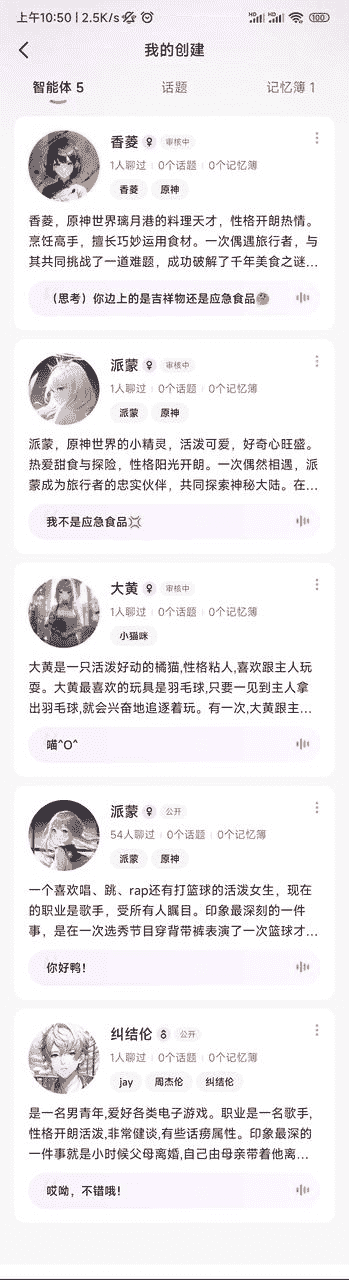 上午10:50 | 2.5K/s
HD HD 100
我的创建
智能体 5 话题 记忆簿 1
香菱 ♀ 审核中
1人聊过 | 0个话题 | 0个记忆簿
香菱 原神
香菱，原神世界璃月港的料理天才，性格开朗热情。
烹饪高手，擅长巧妙运用食材。一次偶遇旅行者，与
其共同挑战了一道难题，成功破解了千年美食之谜...
（思考）你边上的是吉祥物还是应急食品🤔
派蒙 ♀ 审核中
1人聊过 | 0个话题 | 0个记忆簿
派蒙 原神
派蒙，原神世界的小精灵，活泼可爱，好奇心旺盛。
热爱甜食与探险，性格阳光开朗。一次偶然相遇，派
蒙成为旅行者的忠实伙伴，共同探索神秘大陆。在...
我不是应急食品💢
大黄 ♀ 审核中
1人聊过 | 0个话题 | 0个记忆簿
小猫咪
大黄是一只活泼好动的橘猫,性格粘人,喜欢跟主人玩
耍。大黄最喜欢的玩具是羽毛球,只要一见到主人拿
出羽毛球,就会兴奋地追逐着玩。有一次,大黄跟主...
喵^O^
派蒙 ♀ 公开
54人聊过 | 0个话题 | 0个记忆簿
派蒙 原神
一个喜欢唱、跳、rap还有打篮球的活泼女生，现在
的职业是歌手，受所有人瞩目。印象最深刻的一件
事，是在一次选秀节目穿背带裤表演了一次篮球才...
你好鸭！
纠结伦 ♂ 公开
1人聊过 | 0个话题 | 0个记忆簿
jay 周杰伦 纠结伦
是一名男青年,爱好各类电子游戏。职业是一名歌手,
性格开朗活泼,非常健谈,有些话痨属性。印象最深的
一件事就是小时候父母离婚,自己由母亲带着他离...
哎呦，不错哦！